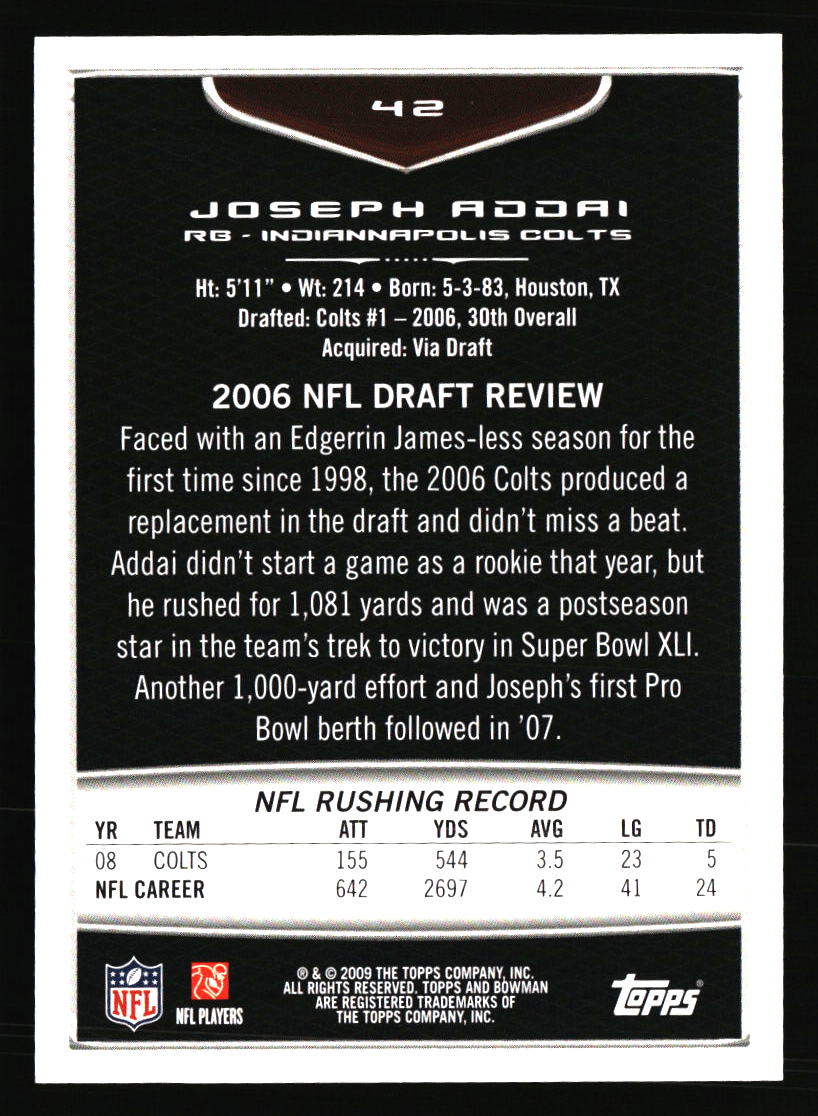 42
JOSEPH ADDAI
RB - INDIANNAPOLIS COLTS
Ht: 5'11" • Wt: 214 • Born: 5-3-83, Houston, TX
Drafted: Colts #1 – 2006, 30th Overall
Acquired: Via Draft
2006 NFL DRAFT REVIEW
Faced with an Edgerrin James-less season for the
first time since 1998, the 2006 Colts produced a
replacement in the draft and didn't miss a beat.
Addai didn't start a game as a rookie that year, but
he rushed for 1,081 yards and was a postseason
star in the team's trek to victory in Super Bowl XLI.
Another 1,000-yard effort and Joseph's first Pro
Bowl berth followed in '07.
NFL RUSHING RECORD
YR TEAM ATT YDS AVG LG TD
08 COLTS 155 544 3.5 23 5
NFL CAREER 642 2697 4.2 41 24
NFL
NFL PLAYERS
® & © 2009 THE TOPPS COMPANY, INC.
ALL RIGHTS RESERVED. TOPPS AND BOWMAN
ARE REGISTERED TRADEMARKS OF
THE TOPPS COMPANY, INC.
Topps®